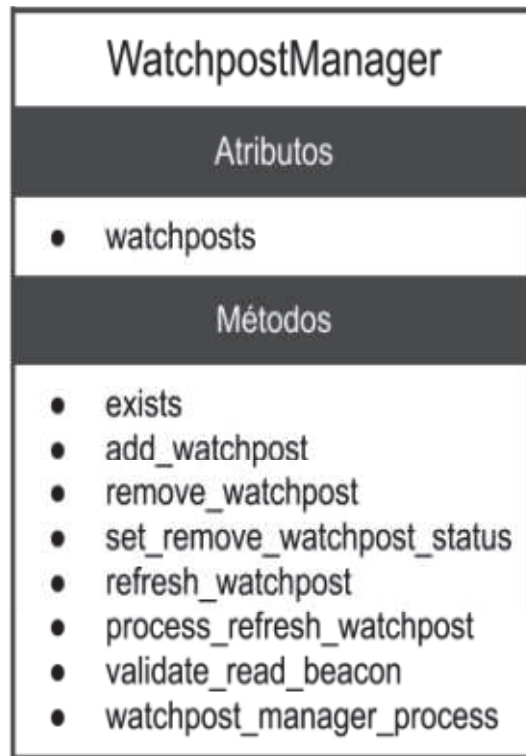 WatchpostManager
Atributos
● watchposts
Métodos
● exists
● add_watchpost
● remove_watchpost
● set_remove_watchpost_status
● refresh_watchpost
● process_refresh_watchpost
● validate_read_beacon
● watchpost_manager_process